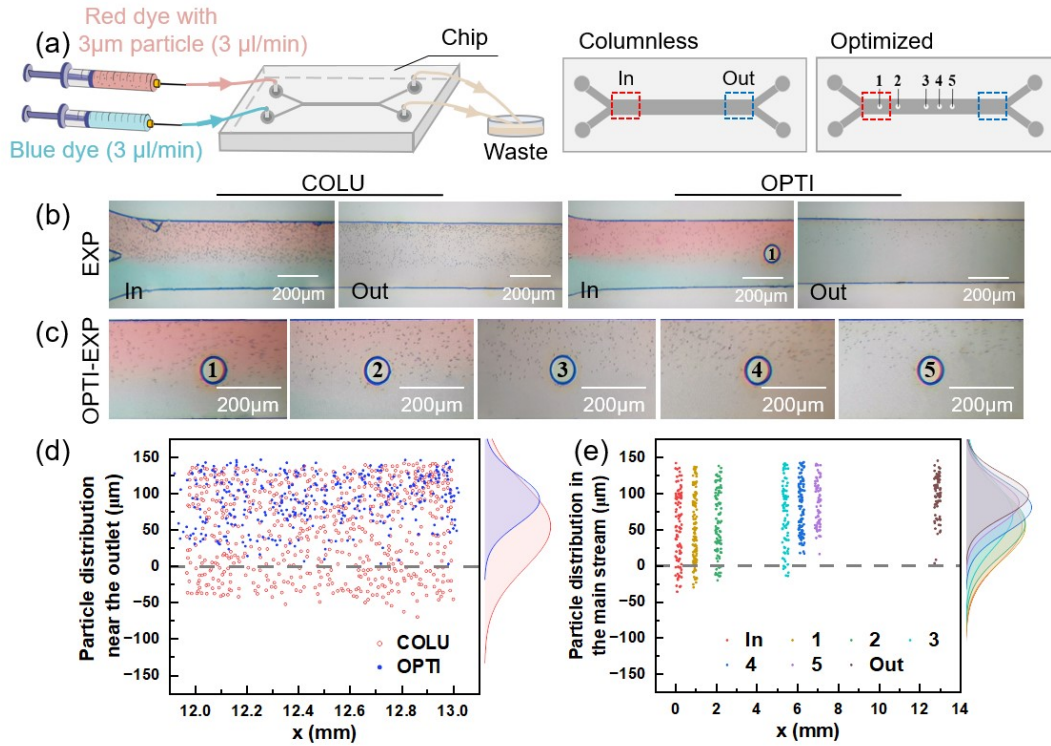 (a)
Red dye with
3μm particle (3 μl/min)
Blue dye (3 μl/min)
Chip
Waste
Columnless
In
Out
Optimized
1 2 3 4 5
COLU
OPTI
(b)
EXP
In
200μm
Out
200μm
1
In
200μm
Out
200μm
(c)
OPTI-EXP
1
200μm
2
200μm
3
200μm
4
200μm
5
200μm
(d)
Particle distribution
near the outlet (μm)
150
100
50
0
−50
−100
−150
COLU
OPTI
12.0 12.2 12.4 12.6 12.8 13.0
x (mm)
(e)
Particle distribution in
the main stream (μm)
150
100
50
0
−50
−100
−150
In 1 2 3
4 5 Out
0 2 4 6 8 10 12 14
x (mm)